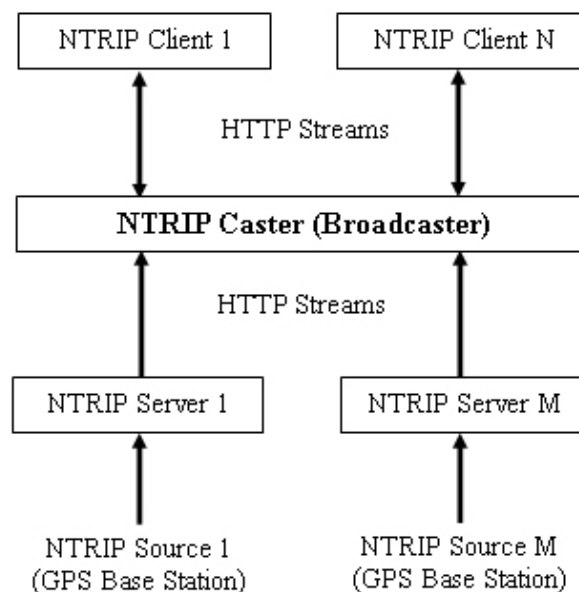 NTRIP Client 1
NTRIP Client N
HTTP Streams
NTRIP Caster (Broadcaster)
HTTP Streams
NTRIP Server 1
NTRIP Server M
NTRIP Source 1
(GPS Base Station)
NTRIP Source M
(GPS Base Station)